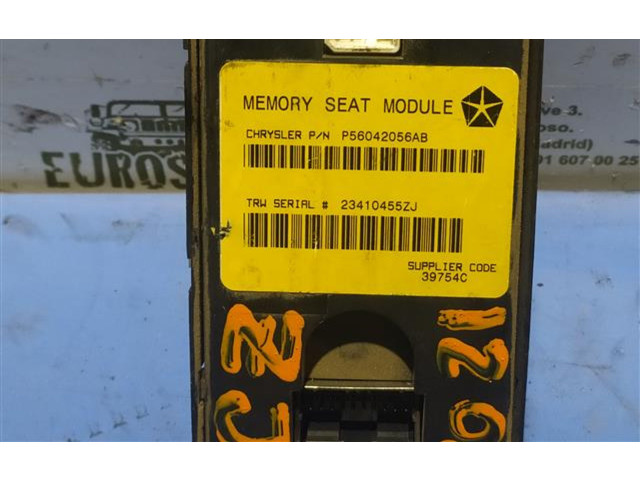 MEMORY SEAT MODULE
CHRYSLER P/N P56042056AB
TRW SERIAL # 23410455ZJ
SUPPLIER CODE
39754C
EUROS
ve 3.
oso.
adrid)
91 607 00 25